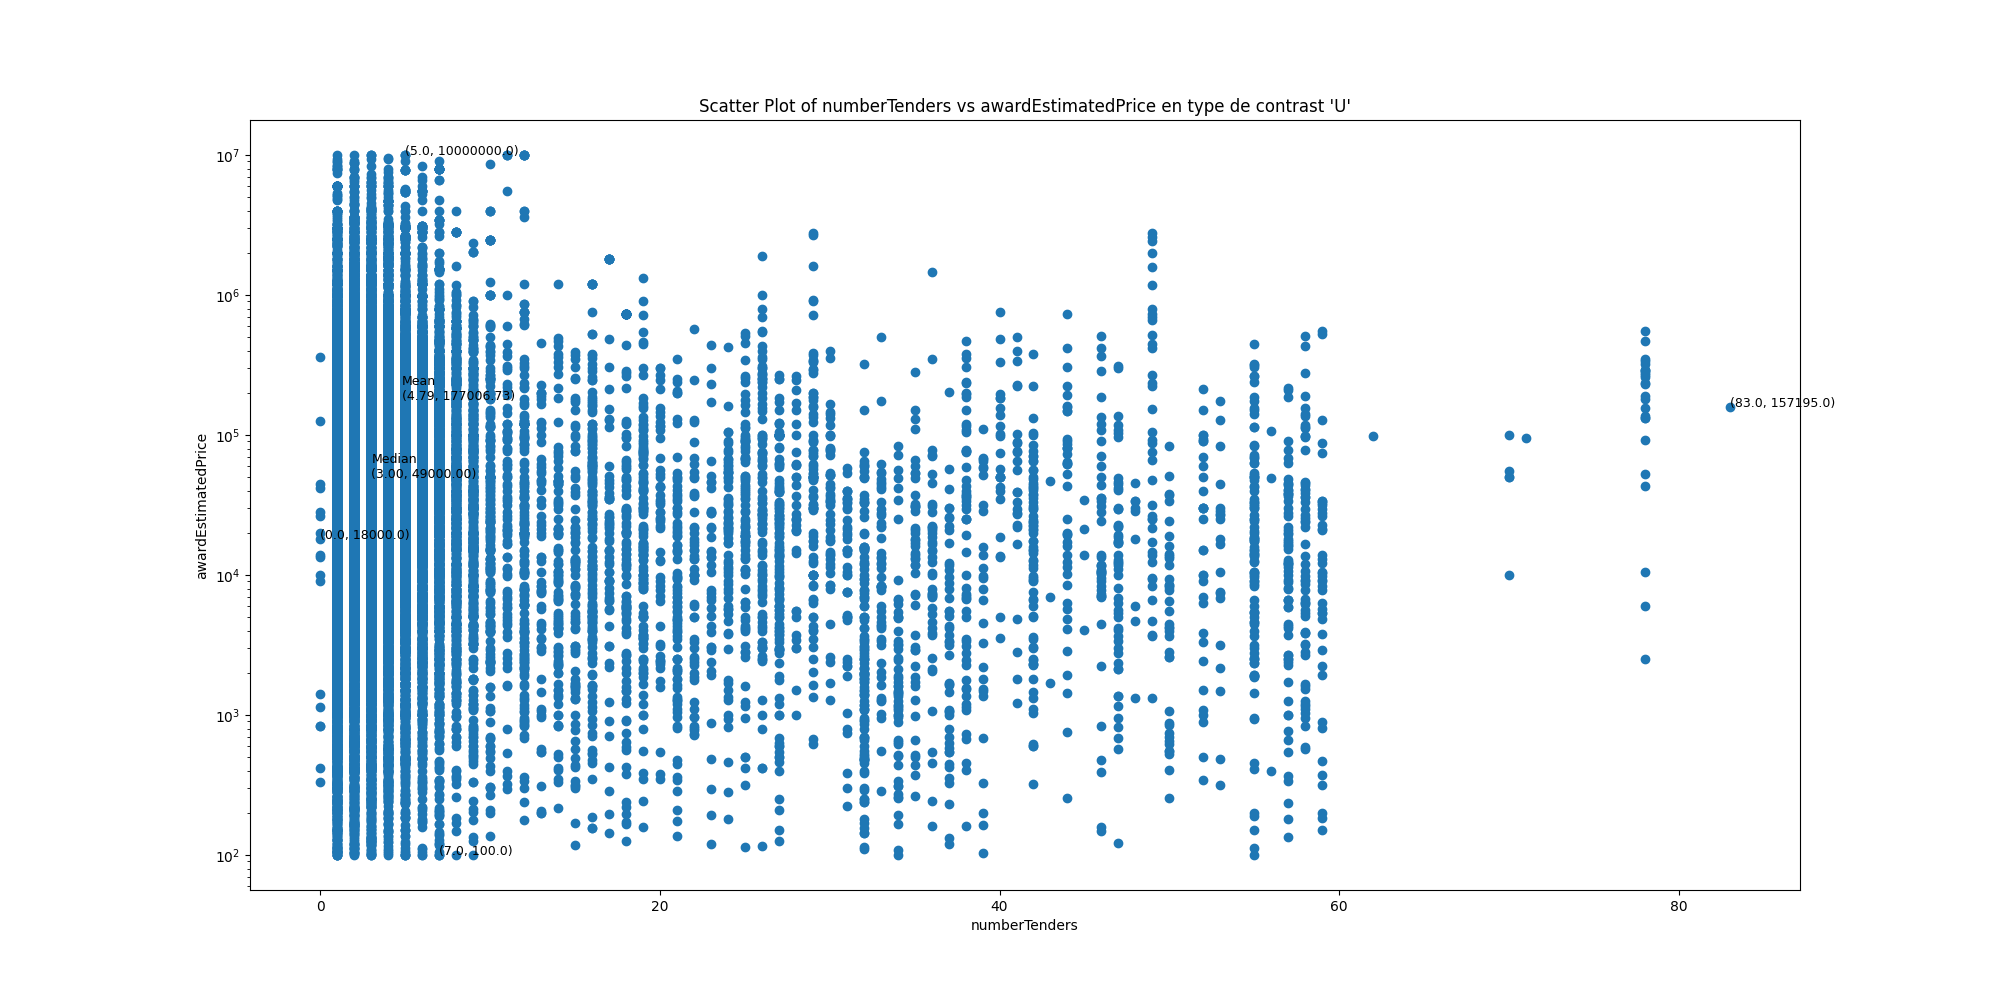 Scatter Plot of numberTenders vs awardEstimatedPrice en type de contrast 'U'
10^7
(5.0, 10000000.0)
10^6
Mean
(4.79, 177006.73)
(83.0, 157195.0)
10^5
Median
(3.00, 49000.00)
(0.0, 18000.0)
10^4
10^3
(7.0, 100.0)
10^2
awardEstimatedPrice
0 20 40 60 80
numberTenders